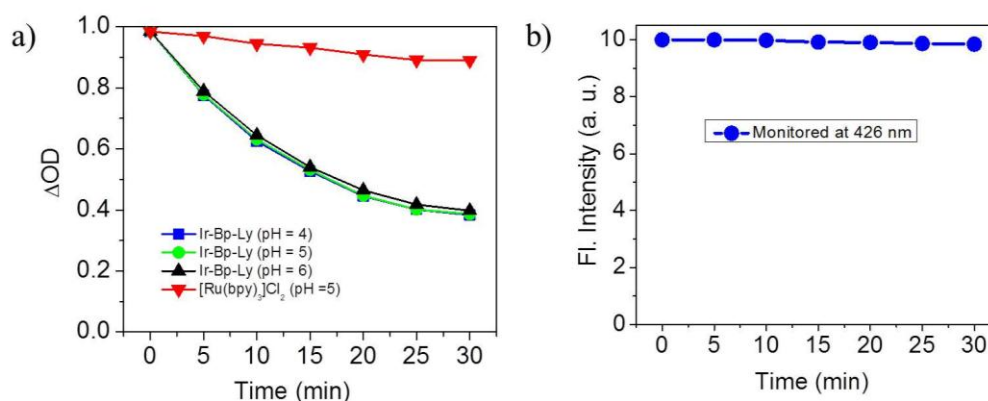 a)
1.0
0.8
0.6
0.4
0.2
0.0
ΔOD
Ir-Bp-Ly (pH = 4)
Ir-Bp-Ly (pH = 5)
Ir-Bp-Ly (pH = 6)
[Ru(bpy)₃]Cl₂ (pH =5)
0 5 10 15 20 25 30
Time (min)
b)
10
8
6
4
2
0
Fl. Intensity (a. u.)
Monitored at 426 nm
0 5 10 15 20 25 30
Time (min)